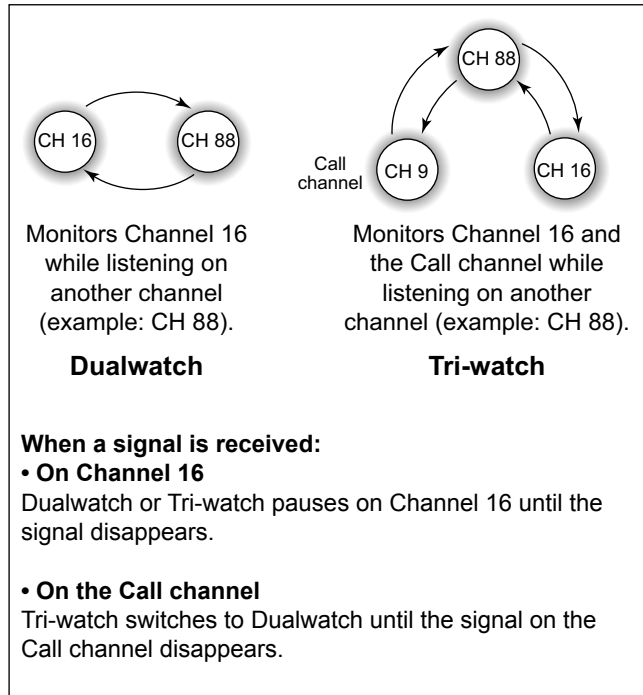 CH 16
CH 88
Monitors Channel 16
while listening on
another channel
(example: CH 88).
Dualwatch
CH 88
Call
channel
CH 9
CH 16
Monitors Channel 16 and
the Call channel while
listening on another
channel (example: CH 88).
Tri-watch
When a signal is received:
• On Channel 16
Dualwatch or Tri-watch pauses on Channel 16 until the
signal disappears.
• On the Call channel
Tri-watch switches to Dualwatch until the signal on the
Call channel disappears.